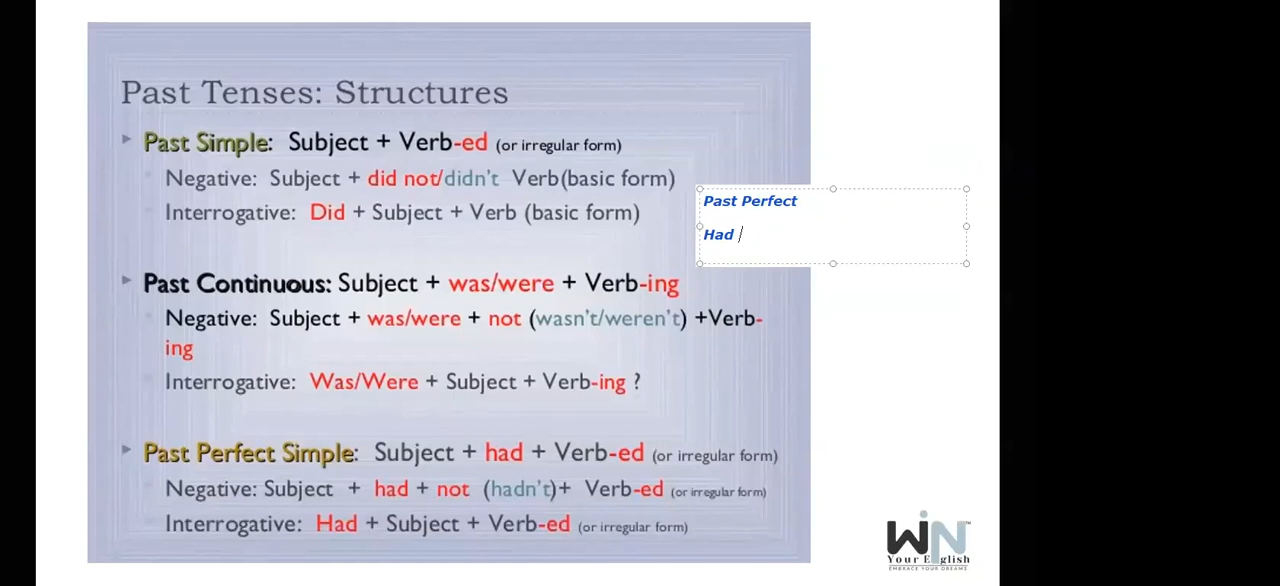 Past Tenses: Structures
Past Simple: Subject + Verb-ed (or irregular form)
Negative: Subject + did not/didn't Verb(basic form)
Interrogative: Did + Subject + Verb (basic form)
Past Perfect
Had
Past Continuous: Subject + was/were + Verb-ing
Negative: Subject + was/were + not (wasn't/weren't) +Verb-
ing
Interrogative: Was/Were + Subject + Verb-ing ?
Past Perfect Simple: Subject + had + Verb-ed (or irregular form)
Negative: Subject + had + not (hadn't)+ Verb-ed (or irregular form)
Interrogative: Had + Subject + Verb-ed (or irregular form)
WiN
Your E glish
EMBRACE YOUR DREAMS